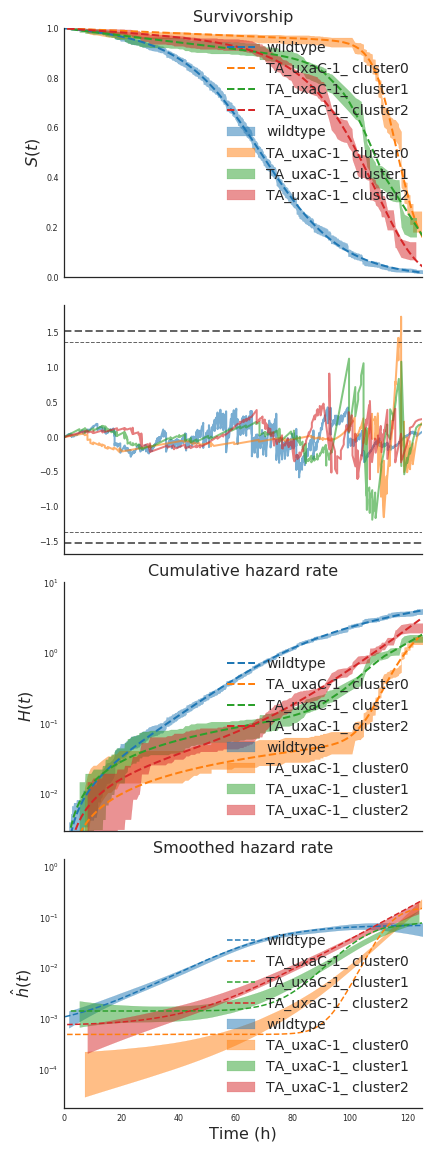 Survivorship
1.0
0.8
0.6
0.4
0.2
0.0
S(t)
wildtype
TA_uxaC-1_ cluster0
TA_uxaC-1_ cluster1
TA_uxaC-1_ cluster2
wildtype
TA_uxaC-1_ cluster0
TA_uxaC-1_ cluster1
TA_uxaC-1_ cluster2
1.5
1.0
0.5
0.0
−0.5
−1.0
−1.5
Cumulative hazard rate
10¹
10⁰
10⁻¹
10⁻²
H(t)
wildtype
TA_uxaC-1_ cluster0
TA_uxaC-1_ cluster1
TA_uxaC-1_ cluster2
wildtype
TA_uxaC-1_ cluster0
TA_uxaC-1_ cluster1
TA_uxaC-1_ cluster2
Smoothed hazard rate
10⁰
10⁻¹
10⁻²
10⁻³
10⁻⁴
ĥ(t)
wildtype
TA_uxaC-1_ cluster0
TA_uxaC-1_ cluster1
TA_uxaC-1_ cluster2
wildtype
TA_uxaC-1_ cluster0
TA_uxaC-1_ cluster1
TA_uxaC-1_ cluster2
0 20 40 60 80 100 120
Time (h)